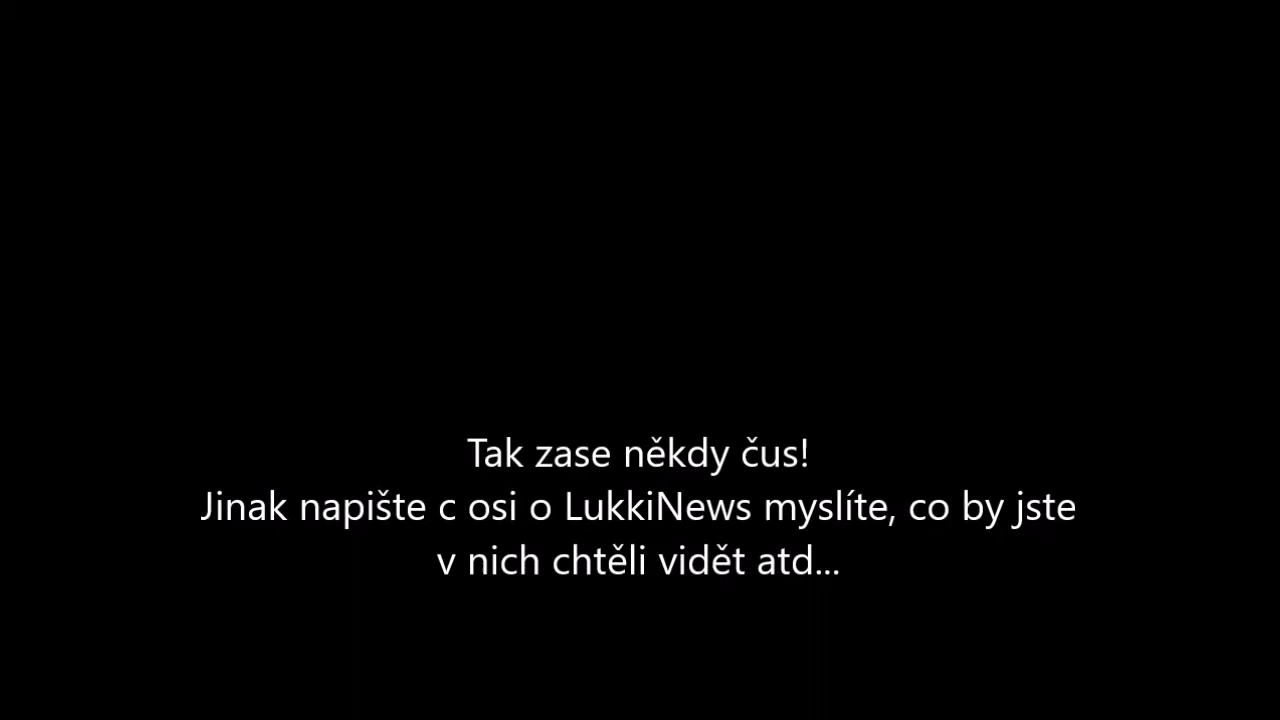 Tak zase někdy čus!
Jinak napište c osi o LukkiNews myslíte, co by jste
v nich chtěli vidět atd...